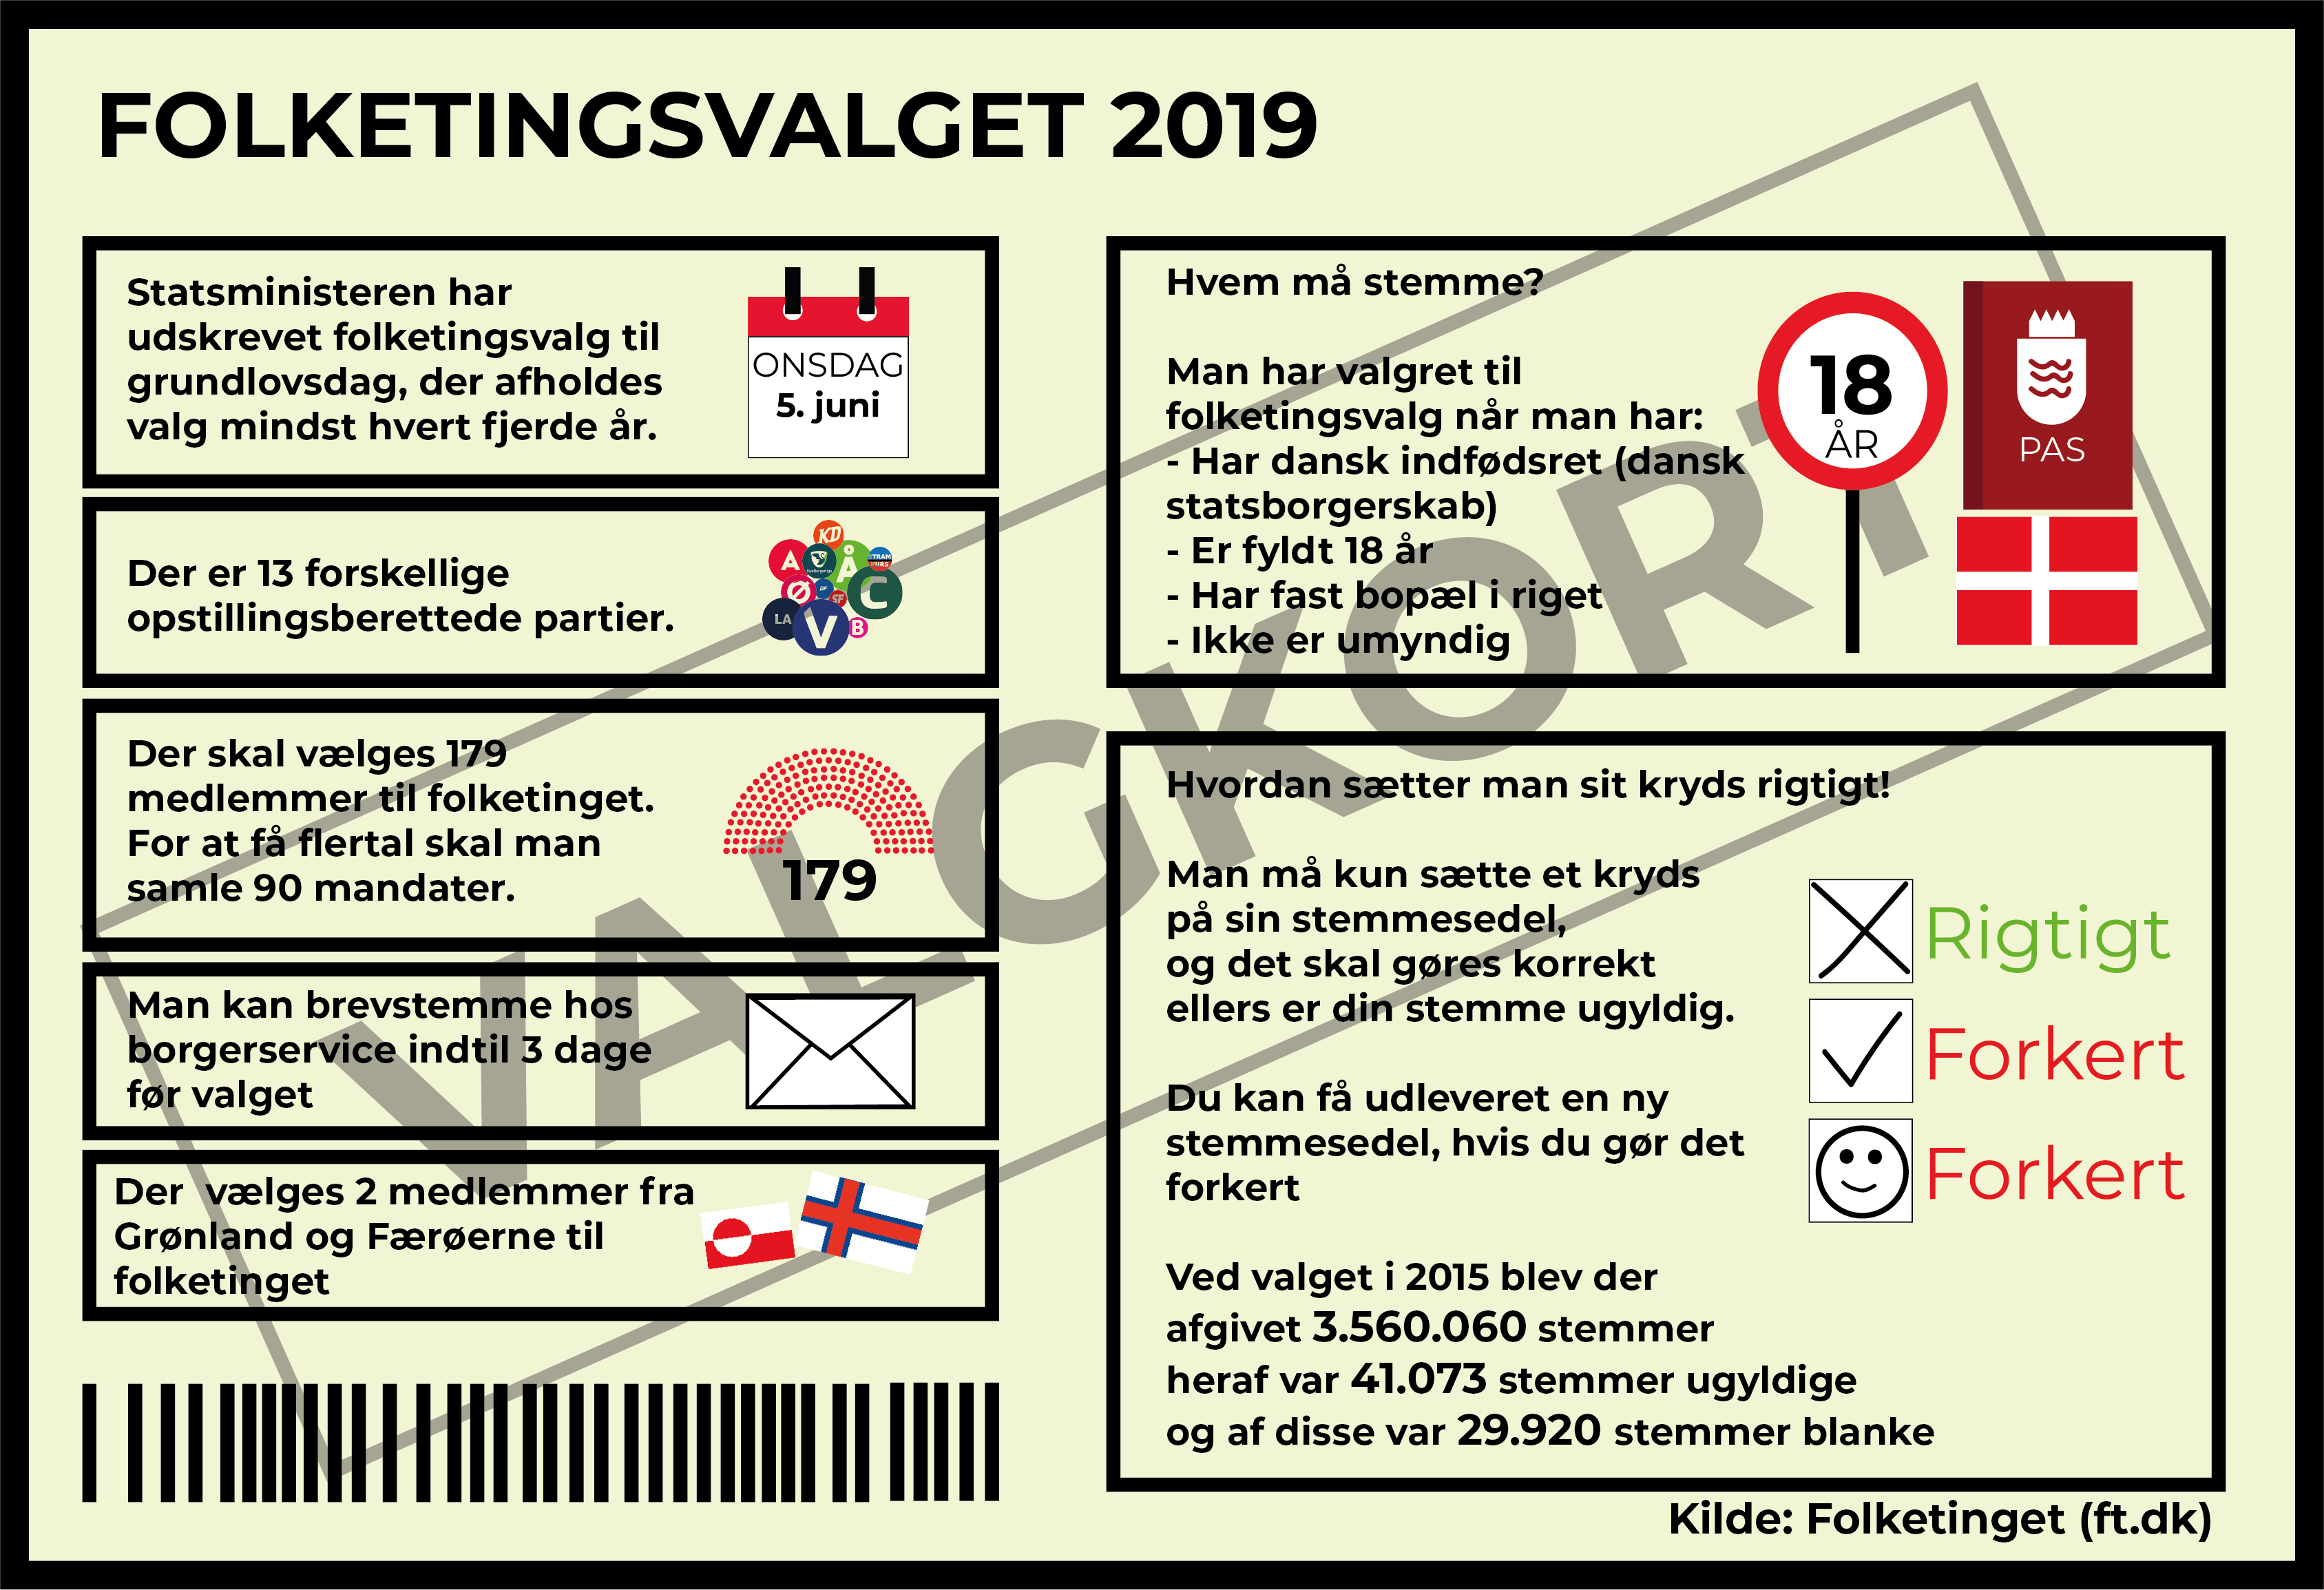 FOLKETINGSVALGET 2019
Statsministeren har
udskrevet folketingsvalg til
grundlovsdag, der afholdes
valg mindst hvert fjerde år.
ONSDAG
5. juni
Der er 13 forskellige
opstillingsberettede partier.
KD
A
Å
STRAM
KURS
Ø
DF
SF
C
LA
V
B
Der skal vælges 179
medlemmer til folketinget.
For at få flertal skal man
samle 90 mandater.
179
Man kan brevstemme hos
borgerservice indtil 3 dage
før valget
Der vælges 2 medlemmer fra
Grønland og Færøerne til
folketinget
Hvem må stemme?
Man har valgret til
folketingsvalg når man har:
- Har dansk indfødsret (dansk
statsborgerskab)
- Er fyldt 18 år
- Har fast bopæl i riget
- Ikke er umyndig
18
ÅR
PAS
Hvordan sætter man sit kryds rigtigt!
Man må kun sætte et kryds
på sin stemmesedel,
og det skal gøres korrekt
ellers er din stemme ugyldig.
Du kan få udleveret en ny
stemmesedel, hvis du gør det
forkert
Rigtigt
Forkert
Forkert
Ved valget i 2015 blev der
afgivet 3.560.060 stemmer
heraf var 41.073 stemmer ugyldige
og af disse var 29.920 stemmer blanke
Kilde: Folketinget (ft.dk)
VALGKORT